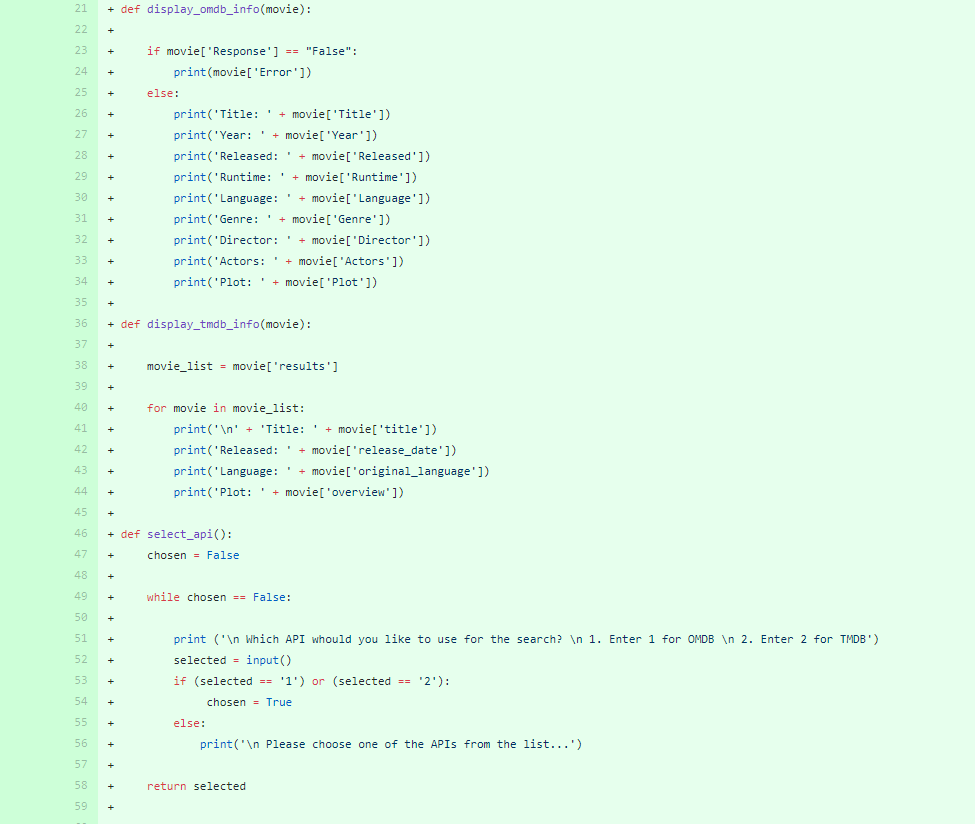 21 + def display_omdb_info(movie):
22 +
23 + if movie['Response'] == "False":
24 + print(movie['Error'])
25 + else:
26 + print('Title: ' + movie['Title'])
27 + print('Year: ' + movie['Year'])
28 + print('Released: ' + movie['Released'])
29 + print('Runtime: ' + movie['Runtime'])
30 + print('Language: ' + movie['Language'])
31 + print('Genre: ' + movie['Genre'])
32 + print('Director: ' + movie['Director'])
33 + print('Actors: ' + movie['Actors'])
34 + print('Plot: ' + movie['Plot'])
35 +
36 + def display_tmdb_info(movie):
37 +
38 + movie_list = movie['results']
39 +
40 + for movie in movie_list:
41 + print('\n' + 'Title: ' + movie['title'])
42 + print('Released: ' + movie['release_date'])
43 + print('Language: ' + movie['original_language'])
44 + print('Plot: ' + movie['overview'])
45 +
46 + def select_api():
47 + chosen = False
48 +
49 + while chosen == False:
50 +
51 + print ('\n Which API whould you like to use for the search? \n 1. Enter 1 for OMDB \n 2. Enter 2 for TMDB')
52 + selected = input()
53 + if (selected == '1') or (selected == '2'):
54 + chosen = True
55 + else:
56 + print('\n Please choose one of the APIs from the list...')
57 +
58 + return selected
59 +